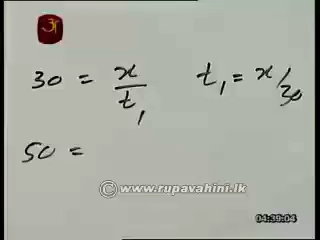 30 = x/t₁ t₁ = x/30
50 =
© www.rupavahini.lk
04:39:04